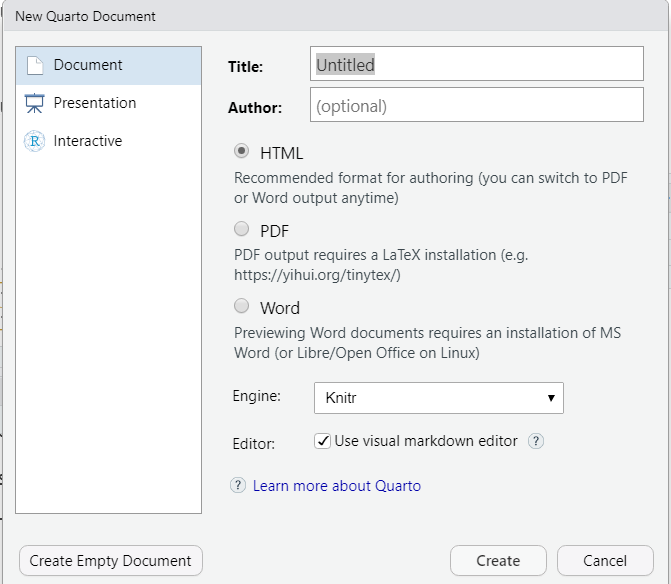 New Quarto Document
Document
Presentation
R Interactive
Title: Untitled
Author: (optional)
HTML
Recommended format for authoring (you can switch to PDF
or Word output anytime)
PDF
PDF output requires a LaTeX installation (e.g.
https://yihui.org/tinytex/)
Word
Previewing Word documents requires an installation of MS
Word (or Libre/Open Office on Linux)
Engine: Knitr
Editor: Use visual markdown editor ?
? Learn more about Quarto
Create Empty Document Create Cancel